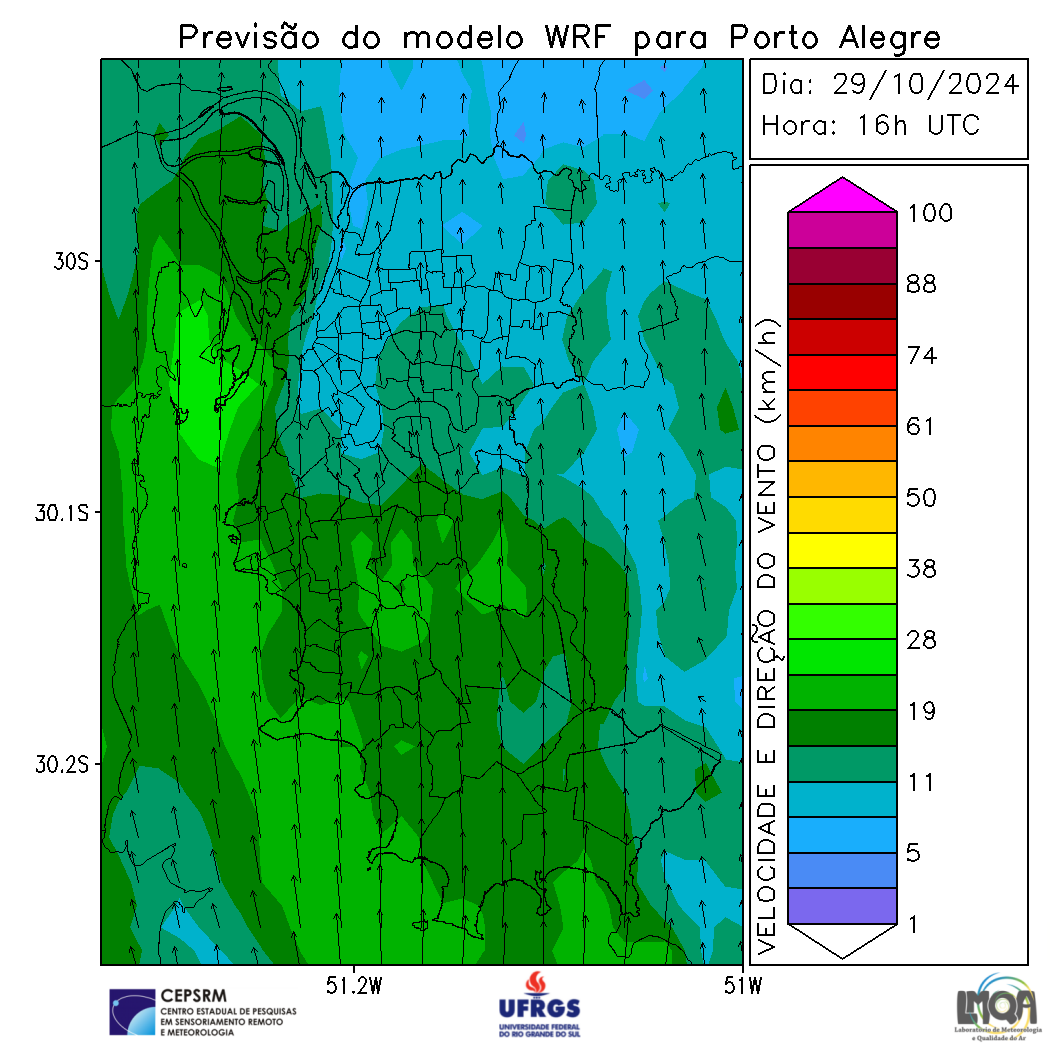 Previsão do modelo WRF para Porto Alegre
Dia: 29/10/2024
Hora: 16h UTC
30S
30.1S
30.2S
51.2W
51W
VELOCIDADE E DIREÇÃO DO VENTO (km/h)
100
88
74
61
50
38
28
19
11
5
1
CEPSRM
CENTRO ESTADUAL DE PESQUISAS
EM SENSORIAMENTO REMOTO
E METEOROLOGIA
UFRGS
UNIVERSIDADE FEDERAL
DO RIO GRANDE DO SUL
LMQA
Laboratório de Meteorologia
e Qualidade do Ar